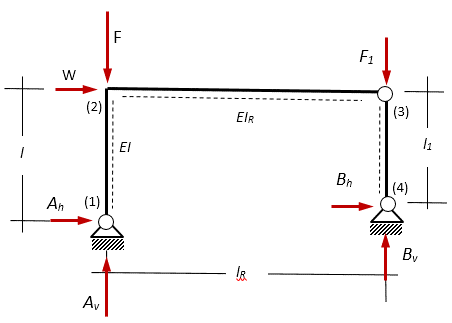 F
F1
W
(2)
(3)
EIR
l
EI
l1
Bh
Ah
(1)
(4)
lR
Bv
Av